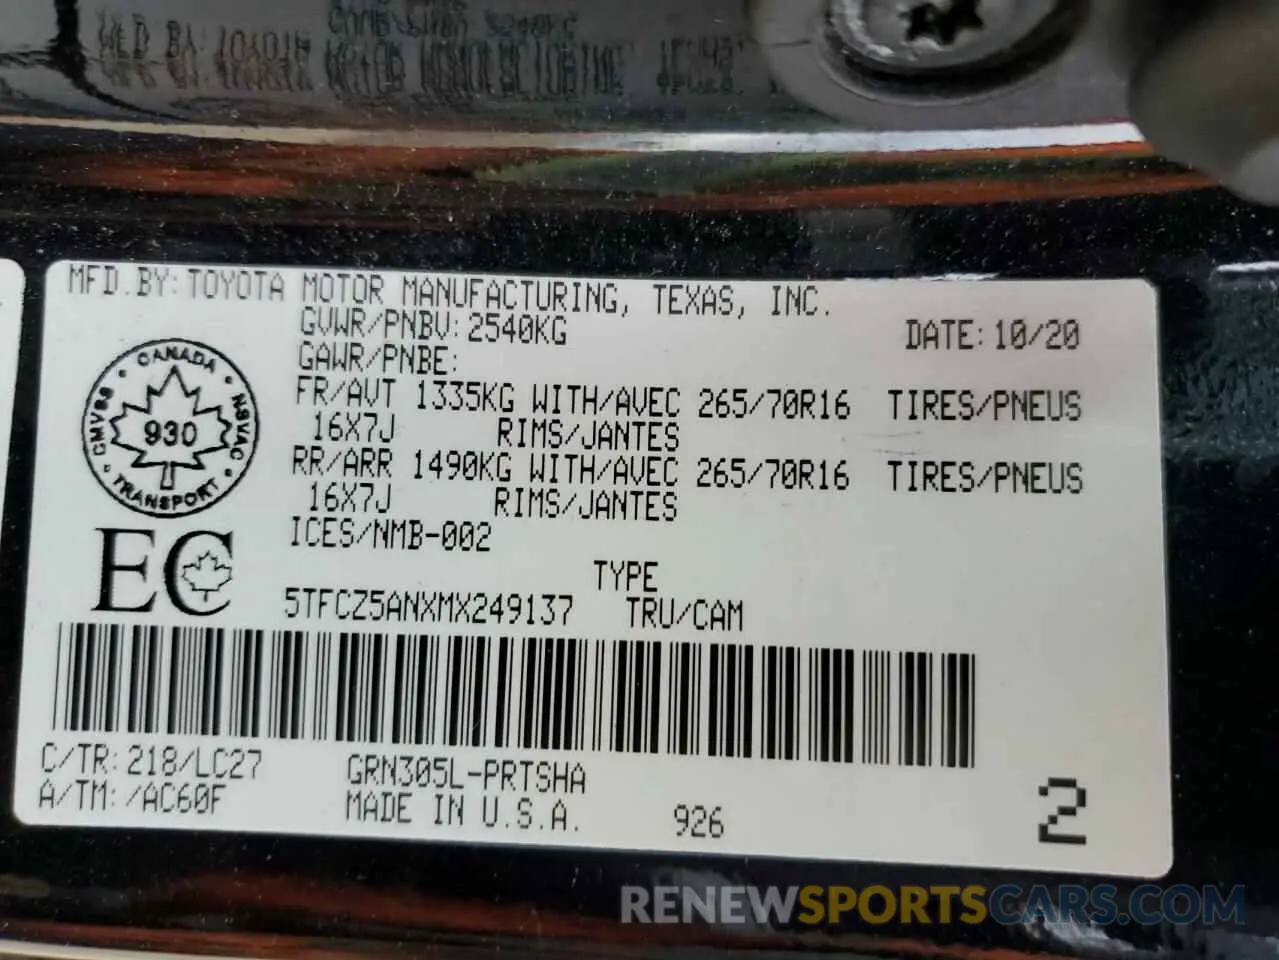 MFD. BY: TOYOTA MOTOR MANUFACTURING, TEXAS, INC.
GVWR/PNBV: 2540KG DATE: 10/20
GAWR/PNBE:
FR/AVT 1335KG WITH/AVEC 265/70R16 TIRES/PNEUS
16X7J RIMS/JANTES
RR/ARR 1490KG WITH/AVEC 265/70R16 TIRES/PNEUS
16X7J RIMS/JANTES
ICES/NMB-002
CANADA
CMVSS · NSVAC
930
TRANSPORT
EC
TYPE
5TFCZ5ANXMX249137 TRU/CAM
C/TR: 218/LC27 GRN305L-PRTSHA
A/TM: /AC60F MADE IN U.S.A. 926
2
RENEWSPORTSCARS.COM